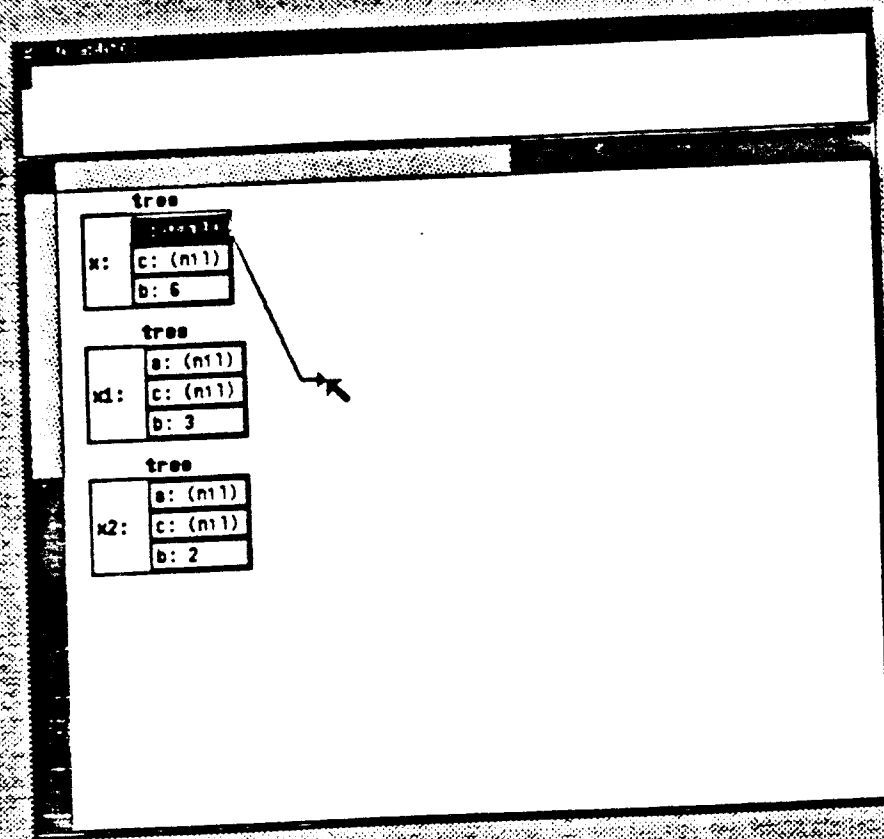 tree
x:
c: (nil)
b: 6
tree
x1:
a: (nil)
c: (nil)
b: 3
tree
x2:
a: (nil)
c: (nil)
b: 2